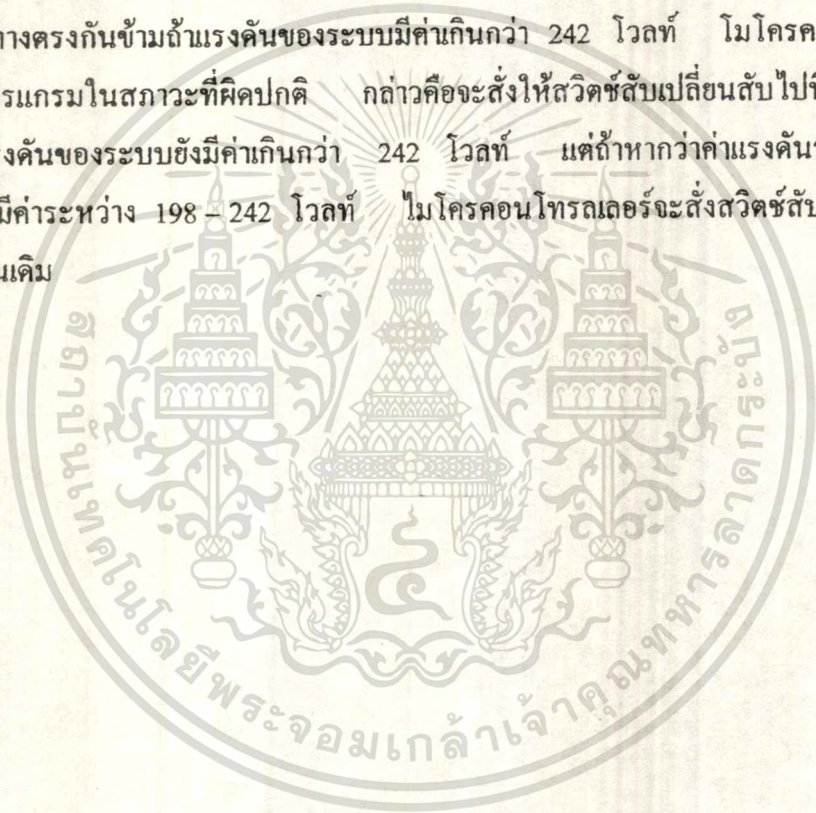 ทางตรงกันข้ามถ้าแรงดันของระบบมีค่าเกินกว่า 242 โวลท์ โมโครค
รแกรมในสภาวะที่ผิดปกติ กล่าวคือจะสั่งให้สวิตช์สับเปลี่ยนสับไปที
งดันของระบบยังมีค่าเกินกว่า 242 โวลท์ แต่ถ้าหากว่าค่าแรงดันร
มีค่าระหว่าง 198 – 242 โวลท์ ไมโครคอนโทรลเลอร์จะสั่งสวิตช์สับ
นเดิม
สถาบันเทคโนโลยีพระจอมเกล้าเจ้าคุณทหารลาดกระบัง